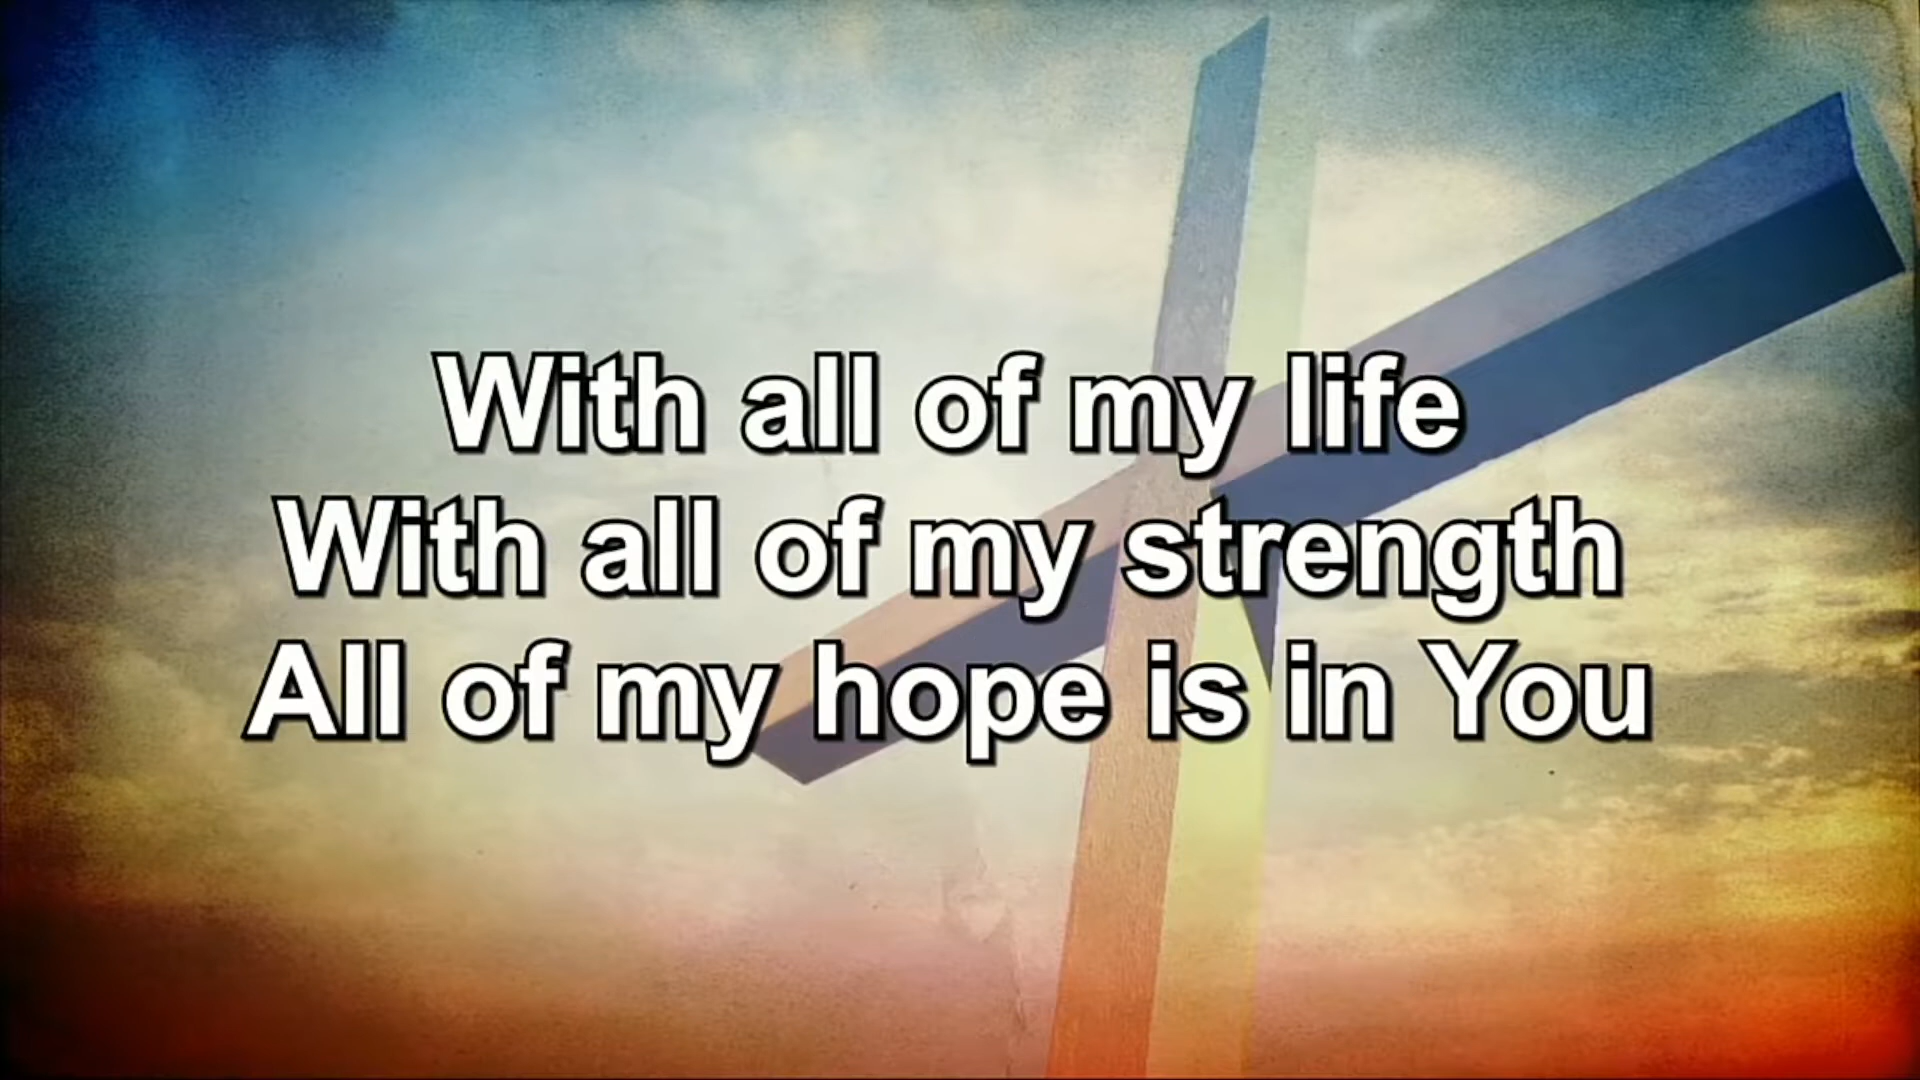 With all of my life
With all of my strength
All of my hope is in You